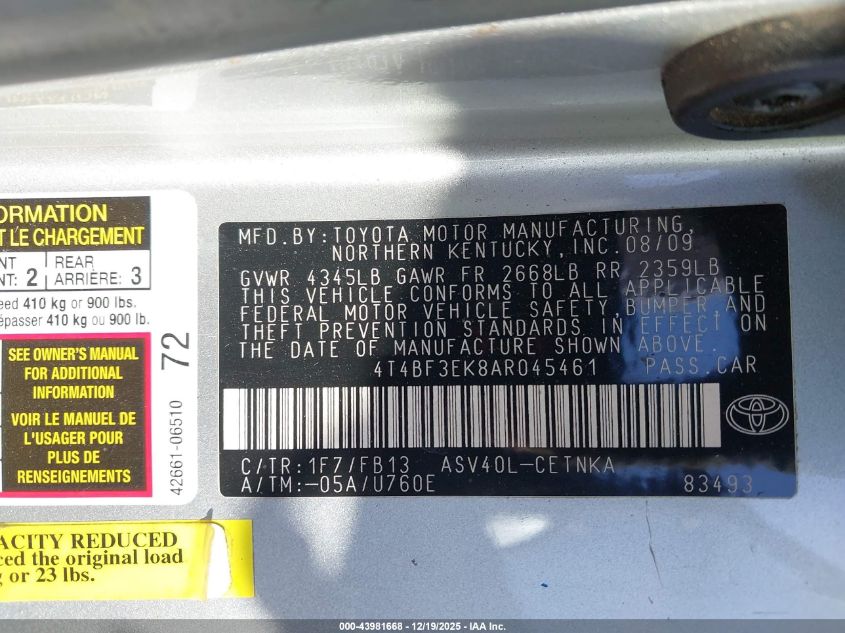 ORMATION
T LE CHARGEMENT
NT
NT: 2
REAR
ARRIÈRE: 3
eed 410 kg or 900 lbs.
épasser 410 kg ou 900 lb.
SEE OWNER'S MANUAL
FOR ADDITIONAL
INFORMATION
VOIR LE MANUEL DE
L'USAGER POUR
PLUS DE
RENSEIGNEMENTS
72
42661-06510
ACITY REDUCED
ced the original load
g or 23 lbs.
MFD. BY: TOYOTA MOTOR MANUFACTURING,
NORTHERN KENTUCKY, INC. 08/09
GVWR 4345LB GAWR FR 2668LB RR 2359LB
THIS VEHICLE CONFORMS TO ALL APPLICABLE
FEDERAL MOTOR VEHICLE SAFETY, BUMPER, AND
THEFT PREVENTION STANDARDS IN EFFECT ON
THE DATE OF MANUFACTURE SHOWN ABOVE.
4T4BF3EK8AR045461 PASS. CAR
C/TR: 1F7/FB13 ASV40L-CETNKA
A/TM:-05A/U760E 83493
000-43981668 - 12/19/2025 - IAA Inc.